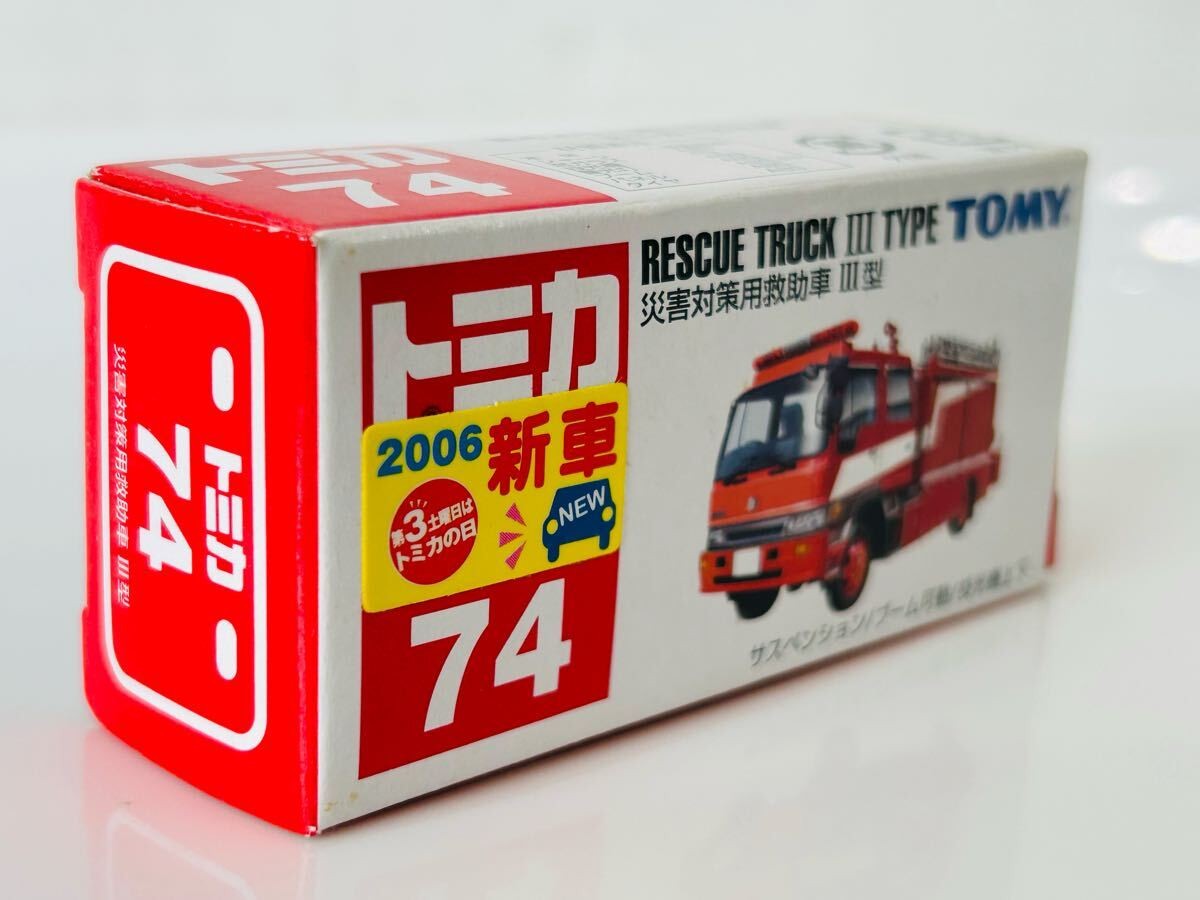 トミカ
74
トミカ
74
災害対策用救助車 III型
トミカ
2006 新車
第3土曜日は
トミカの日
NEW
74
RESCUE TRUCK III TYPE TOMY
災害対策用救助車 III型
サスペンション/ブーム可動/投光機上下